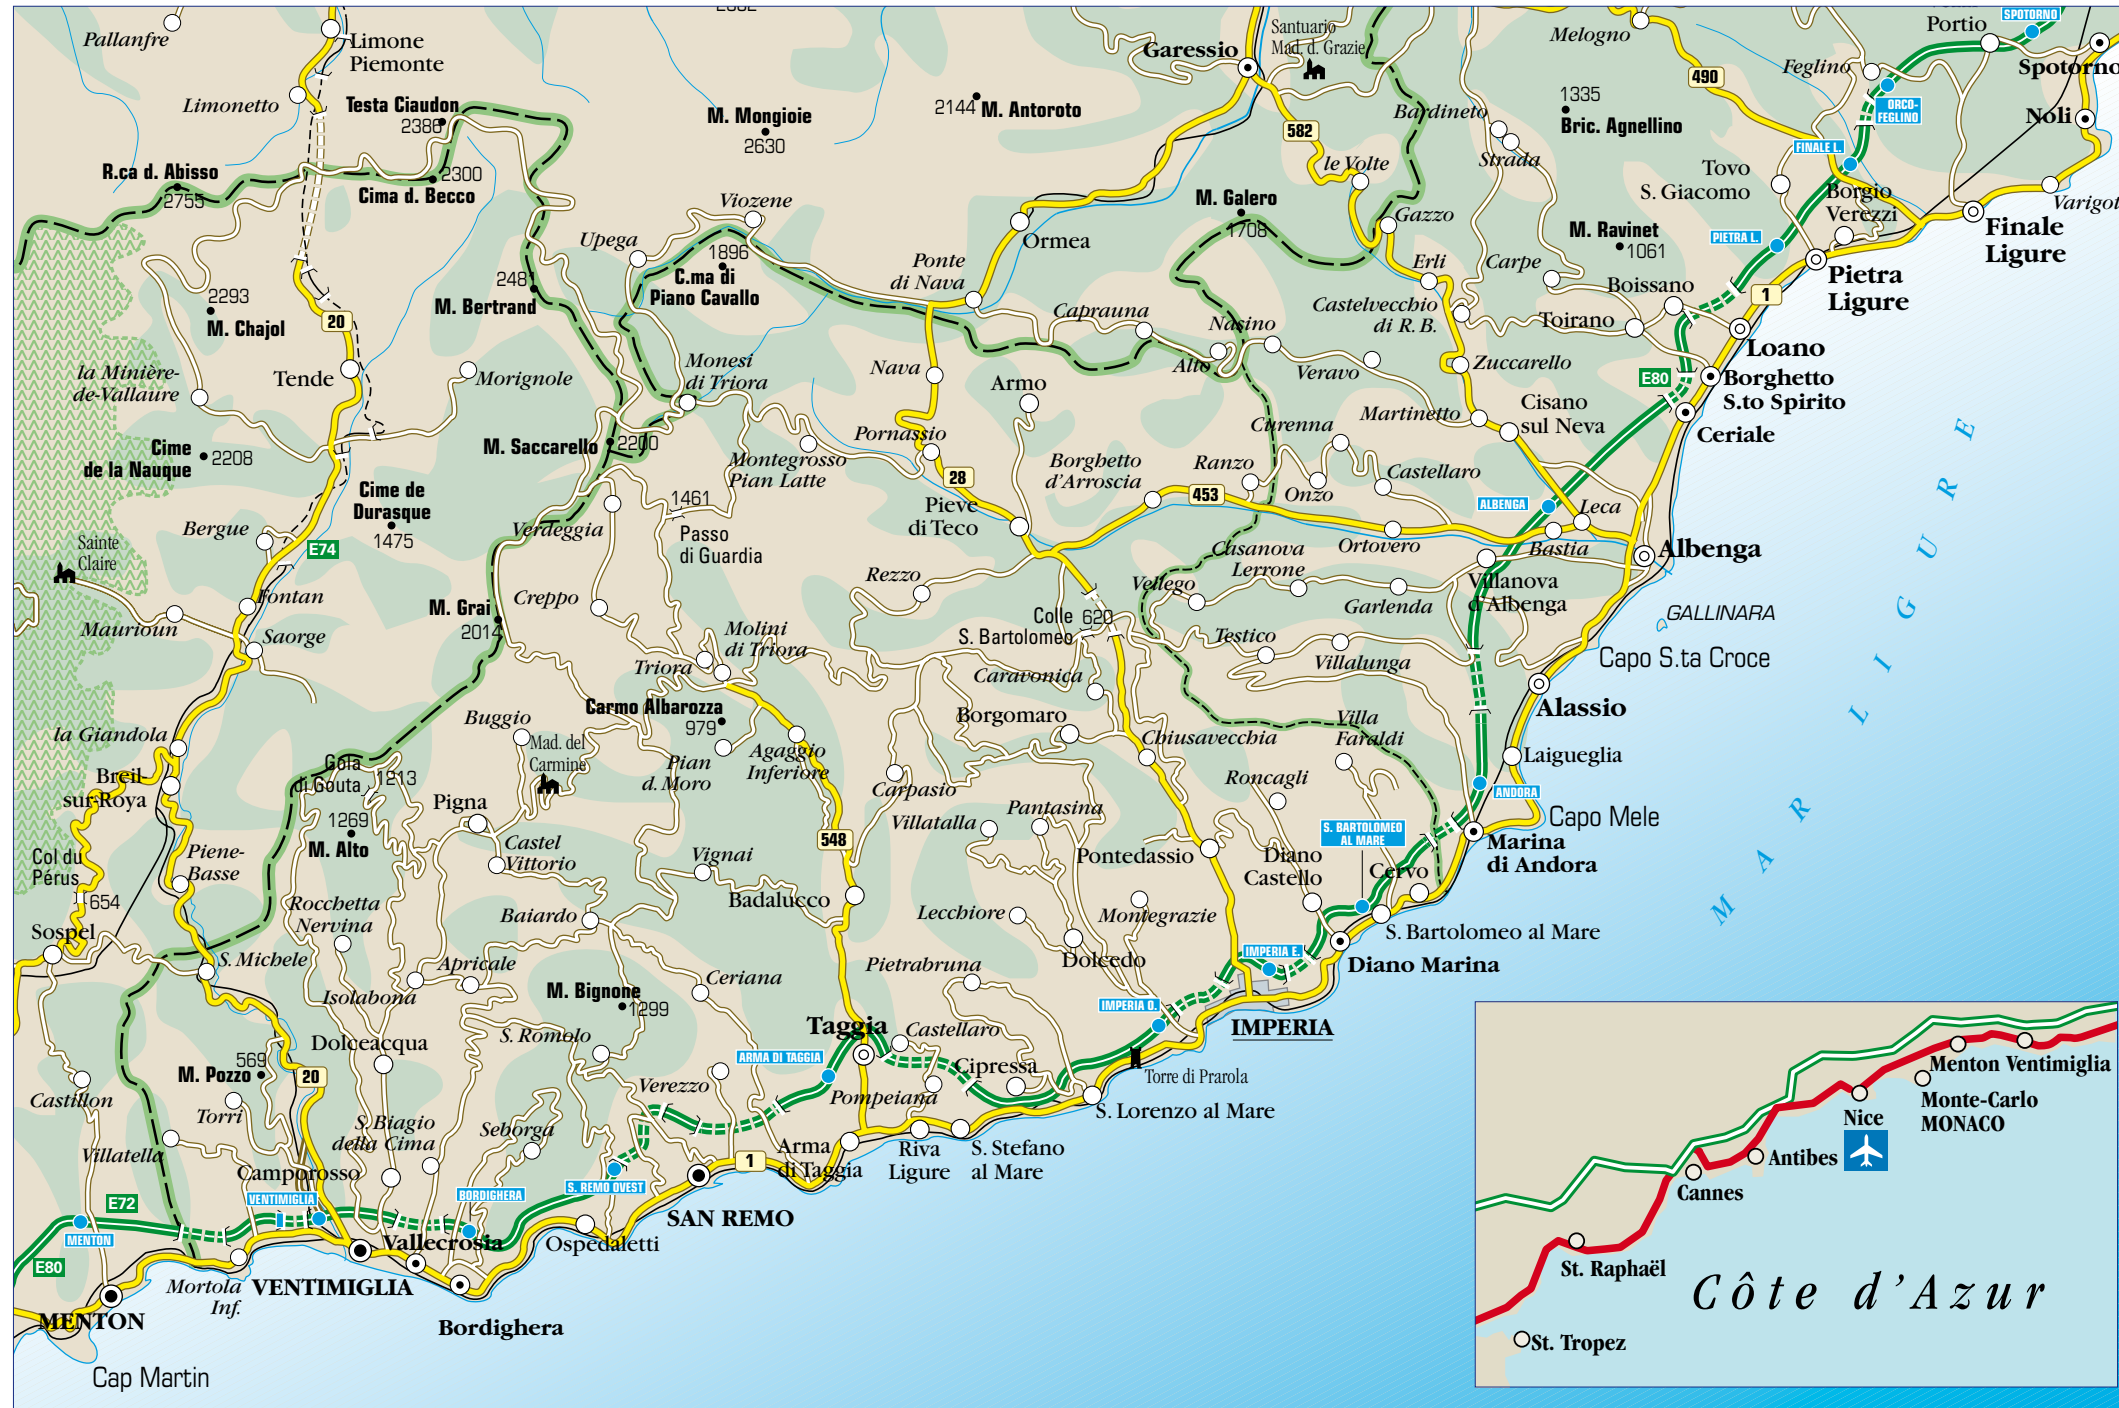 Pallanfre
Limone
Piemonte
Limonetto
Testa Ciaudon
2386
R.ca d. Abisso
2755
2300
Cima d. Becco
M. Mongioie
2630
2144
M. Antoroto
Garessio
Santuario
Mad. d. Grazie
582
le Volte
Melogno
490
Portio
SPOTORNO
Spotorno
Feglino
ORCO-
FEGLINO
Noli
Bardineto
1335
Bric. Agnellino
Strada
FINALE L.
Tovo
S. Giacomo
Borgio
Verezzi
Varigot
Finale
Ligure
M. Galero
1708
Gazzo
M. Ravinet
1061
PIETRA L.
Pietra
Ligure
Viozene
Upega
1896
C.ma di
Piano Cavallo
Ormea
Ponte
di Nava
Erli
Carpe
Boissano
1
2293
M. Chajol
20
2481
M. Bertrand
Caprauna
Nasino
Castelvecchio
di R. B.
Toirano
Loano
la Minière-
de-Vallaure
Tende
Morignole
Monesi
di Triora
Nava
Armo
Alto
Veravo
Zuccarello
E80
Borghetto
S.to Spirito
Martinetto
Cisano
sul Neva
Ceriale
Cime
de la Nauque
2208
M. Saccarello
2200
Pornassio
Montegrosso
Pian Latte
Curenna
Borghetto
d'Arroscia
Ranzo
Onzo
Castellaro
28
453
Cime de
Durasque
1475
1461
Passo
di Guardia
Pieve
di Teco
ALBENGA
Leca
Bergue
E74
Verdeggia
Ortovero
Bastia
Albenga
Sainte
Claire
Casanova
Lerrone
Rezzo
Vellego
Garlenda
Villanova
d'Albenga
Fontan
Maurioun
Saorge
M. Grai
2014
Creppo
Molini
di Triora
Triora
Colle
S. Bartolomeo
620
Testico
Villalunga
GALLINARA
Capo S.ta Croce
Caravonica
Alassio
Carmo Albarozza
979
Borgomaro
Villa
Faraldi
la Giandola
Buggio
Mad. del
Carmine
Pian
d. Moro
Agaggio
Inferiore
Chiusavecchia
Laigueglia
Breil-
sur-Roya
Gola
di Gouta
1213
Carpasio
Roncagli
ANDORA
Capo Mele
Pigna
1269
M. Alto
Pantasina
Villatalla
S. BARTOLOMEO
AL MARE
548
Marina
di Andora
Castel
Vittorio
Vignai
Pontedassio
Diano
Castello
Cervo
Col du
Pérus
654
Piene-
Basse
Rocchetta
Nervina
Baiardo
Badalucco
Lecchiore
Montegrazie
S. Bartolomeo al Mare
Sospel
S. Michele
Apricale
Isolabona
Ceriana
Pietrabruna
Dolcedo
IMPERIA E.
Diano Marina
M. Bignone
1299
IMPERIA O.
IMPERIA
S. Romolo
Taggia
Castellaro
Dolceacqua
ARMA DI TAGGIA
Cipressa
Torre di Prarola
569
M. Pozzo
20
Verezzo
Pompeiana
S. Lorenzo al Mare
Castillon
Torri
S. Biagio
della Cima
Seborga
Villatella
Camporosso
1
Arma
di Taggia
Riva
Ligure
S. Stefano
al Mare
E72
VENTIMIGLIA
BORDIGHERA
S. REMO OVEST
SAN REMO
MENTON
E80
Vallecrosia
Ospedaletti
Mortola
Inf.
VENTIMIGLIA
MENTON
Bordighera
Cap Martin
MAR LIGURE
Menton Ventimiglia
Monte-Carlo
MONACO
Nice
Antibes
Cannes
St. Raphaël
Côte d'Azur
St. Tropez